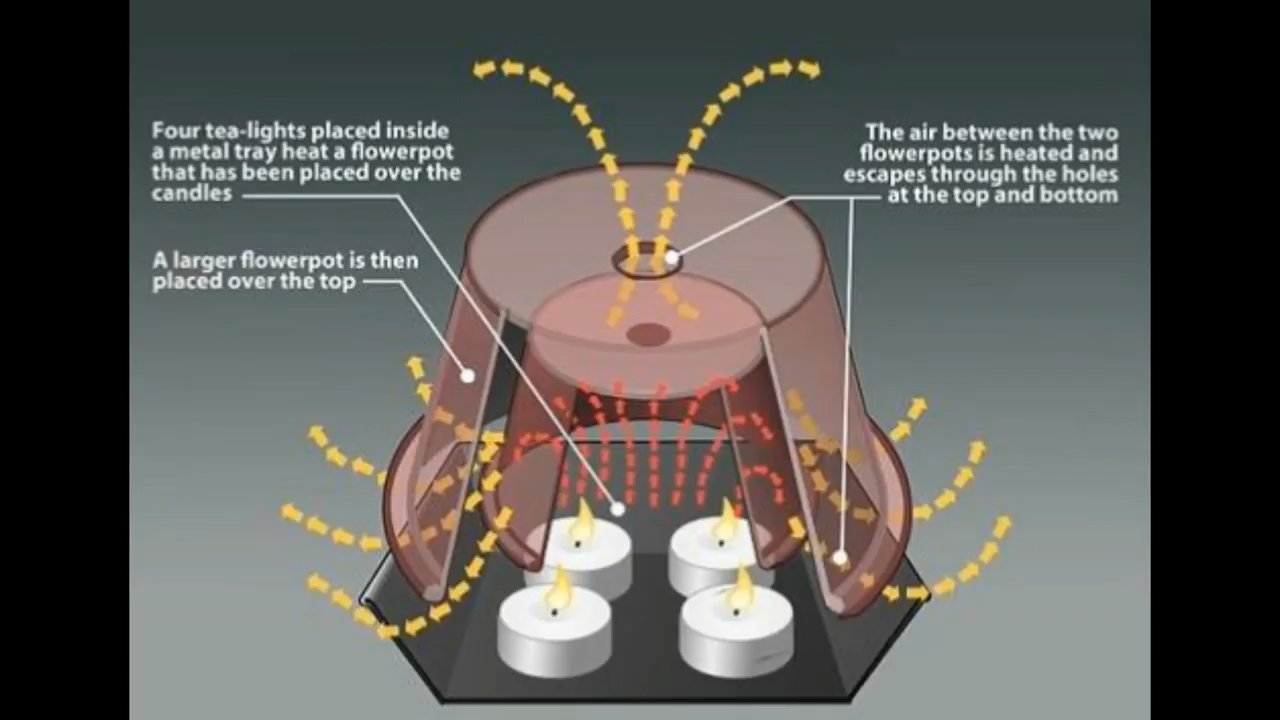 Four tea-lights placed inside
a metal tray heat a flowerpot
that has been placed over the
candles
A larger flowerpot is then
placed over the top
The air between the two
flowerpots is heated and
escapes through the holes
at the top and bottom